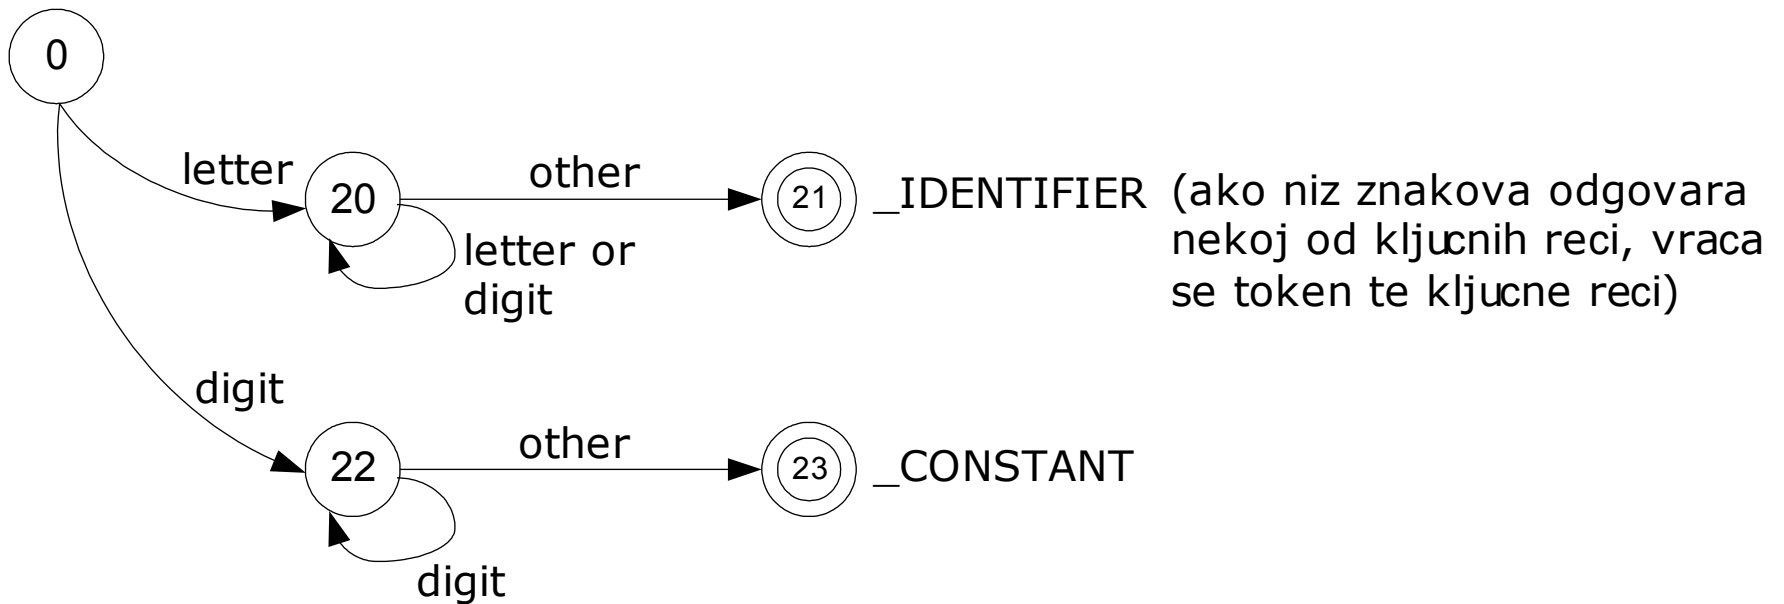 0
letter
20
other
21
_IDENTIFIER (ako niz znakova odgovara
nekoj od kljucnih reci, vraca
se token te kljucne reci)
letter or
digit
digit
22
other
23
_CONSTANT
digit